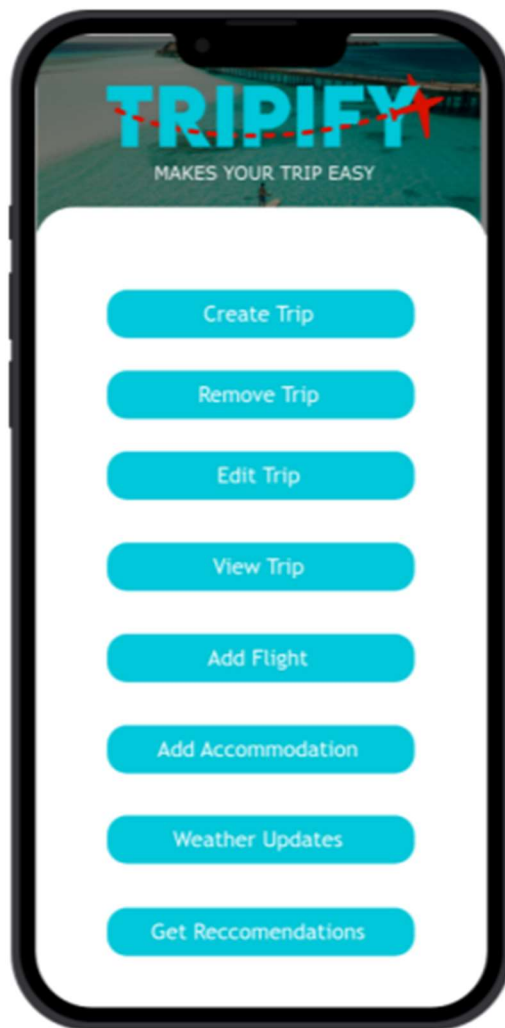 TRIPIFY
MAKES YOUR TRIP EASY
Create Trip
Remove Trip
Edit Trip
View Trip
Add Flight
Add Accommodation
Weather Updates
Get Reccomendations